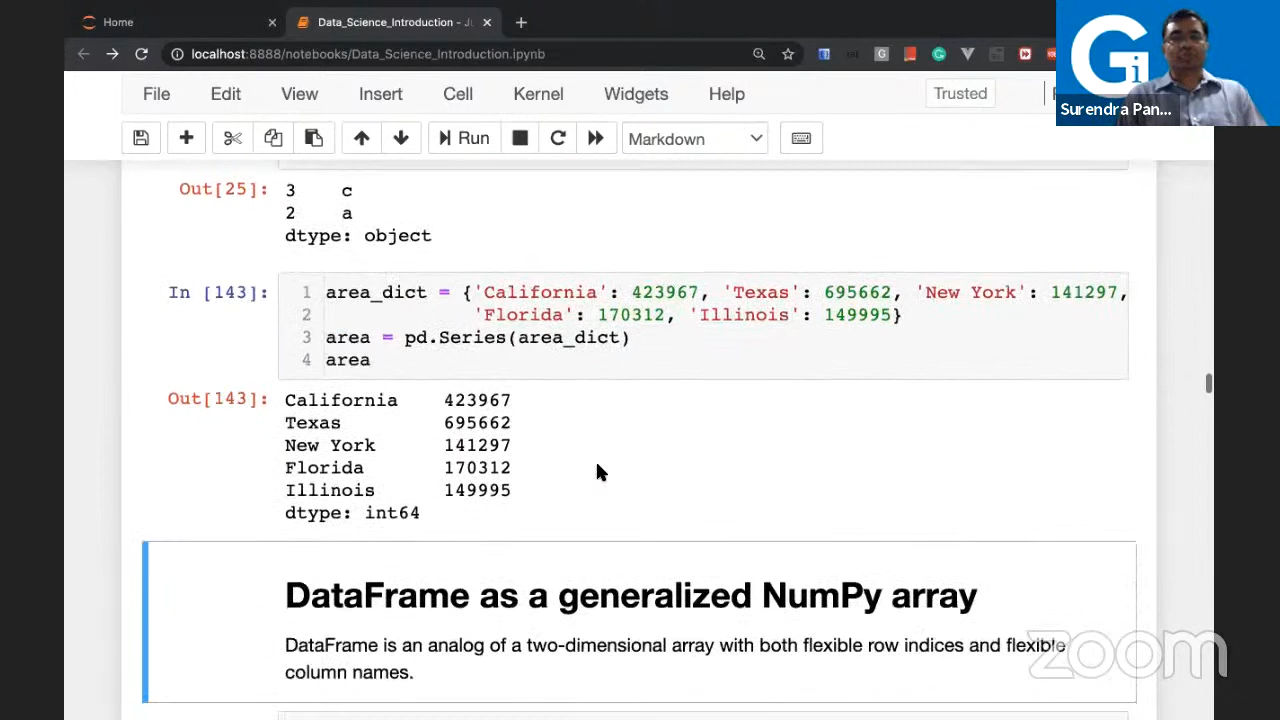 Home
Data_Science_Introduction - J
localhost:8888/notebooks/Data_Science_Introduction.ipynb
Gi
Surendra Pan...
File Edit View Insert Cell Kernel Widgets Help Trusted
Run Markdown
Out[25]: 3 c
2 a
dtype: object
In [143]: 1 area_dict = {'California': 423967, 'Texas': 695662, 'New York': 141297,
2 'Florida': 170312, 'Illinois': 149995}
3 area = pd.Series(area_dict)
4 area
Out[143]: California 423967
Texas 695662
New York 141297
Florida 170312
Illinois 149995
dtype: int64
DataFrame as a generalized NumPy array
DataFrame is an analog of a two-dimensional array with both flexible row indices and flexible
column names.
zoom